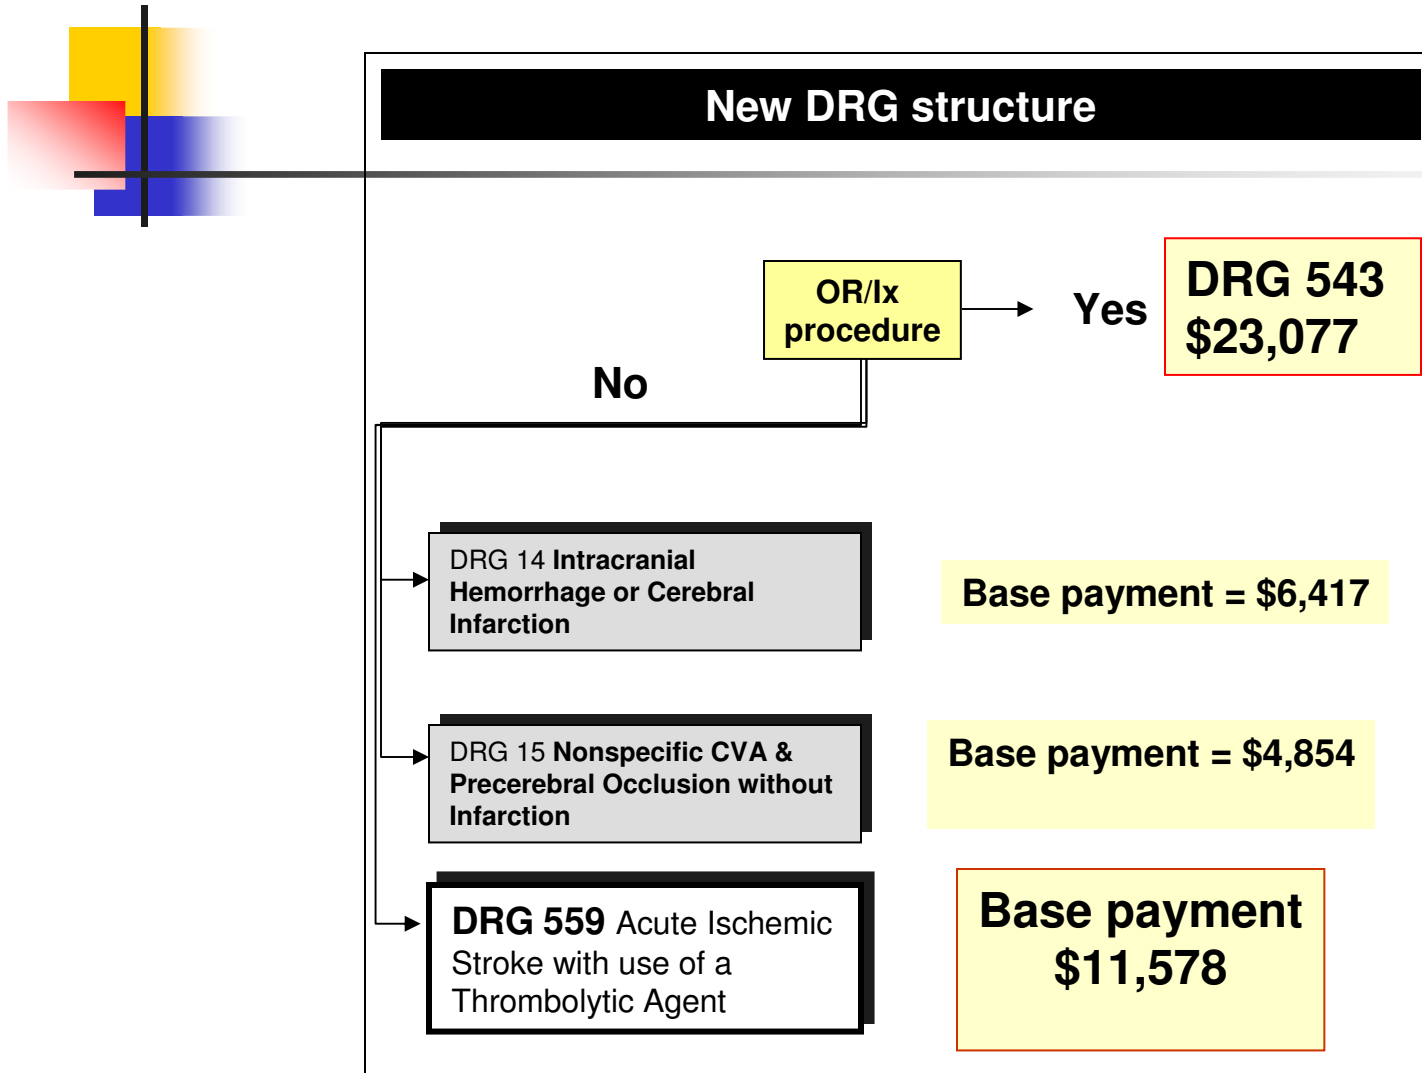 New DRG structure
OR/Ix
procedure
Yes
DRG 543
$23,077
No
DRG 14 Intracranial
Hemorrhage or Cerebral
Infarction
Base payment = $6,417
DRG 15 Nonspecific CVA &
Precerebral Occlusion without
Infarction
Base payment = $4,854
DRG 559 Acute Ischemic
Stroke with use of a
Thrombolytic Agent
Base payment
$11,578